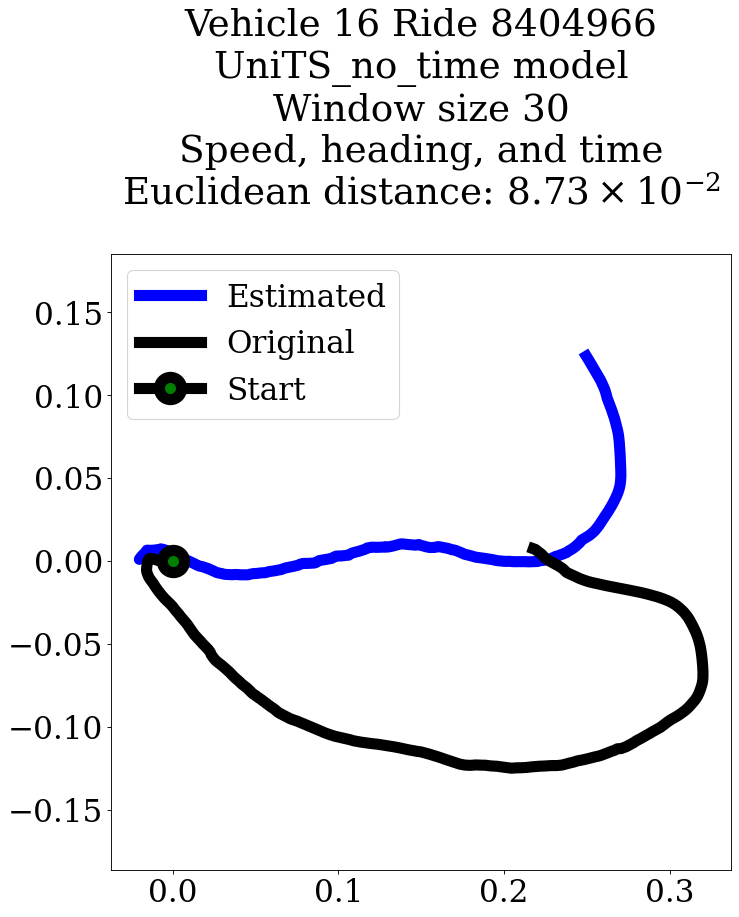 Vehicle 16 Ride 8404966
UniTS_no_time model
Window size 30
Speed, heading, and time
Euclidean distance: 8.73 × 10⁻²
Estimated
Original
Start
0.15
0.10
0.05
0.00
−0.05
−0.10
−0.15
0.0 0.1 0.2 0.3